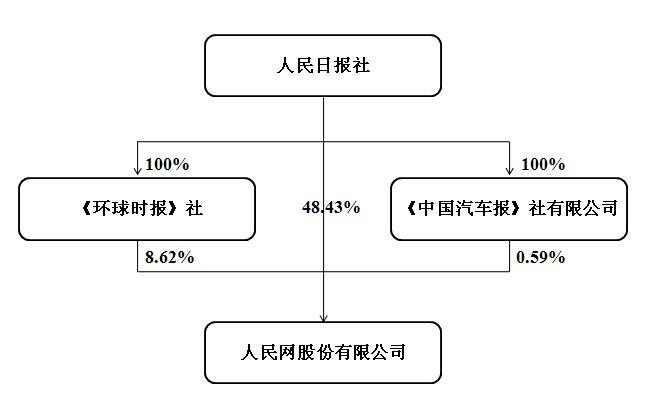 人民日报社
100%
100%
《环球时报》社
48.43%
《中国汽车报》社有限公司
8.62%
0.59%
人民网股份有限公司